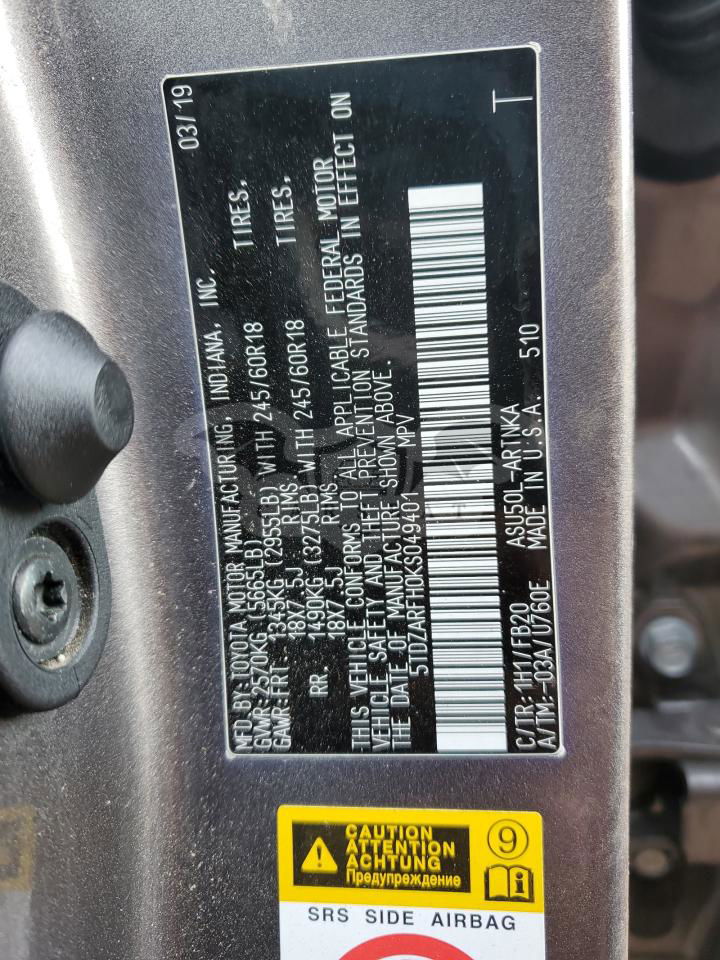 MFD.BY:TOYOTA MOTOR MANUFACTURING, INDIANA, INC. 03/19
GVWR:2570KG(5665LB)
GAWR:FRT. 1345KG (2955LB) WITH 245/60R18 TIRES,
18X7.5J RIMS,
RR. 1490KG (3275LB) WITH 245/60R18 TIRES,
18X7.5J RIMS,
THIS VEHICLE CONFORMS TO ALL APPLICABLE FEDERAL MOTOR
VEHICLE SAFETY AND THEFT PREVENTION STANDARDS IN EFFECT ON
THE DATE OF MANUFACTURE SHOWN ABOVE.
5TDZARFH0KS049401 MPV
C/TR:1H1/FB20 ASU50L-ARTNKA T
A/TM:-03A/U760E MADE IN U.S.A. 510
CAUTION
ATTENTION
ACHTUNG
Предупреждение
9
SRS SIDE AIRBAG